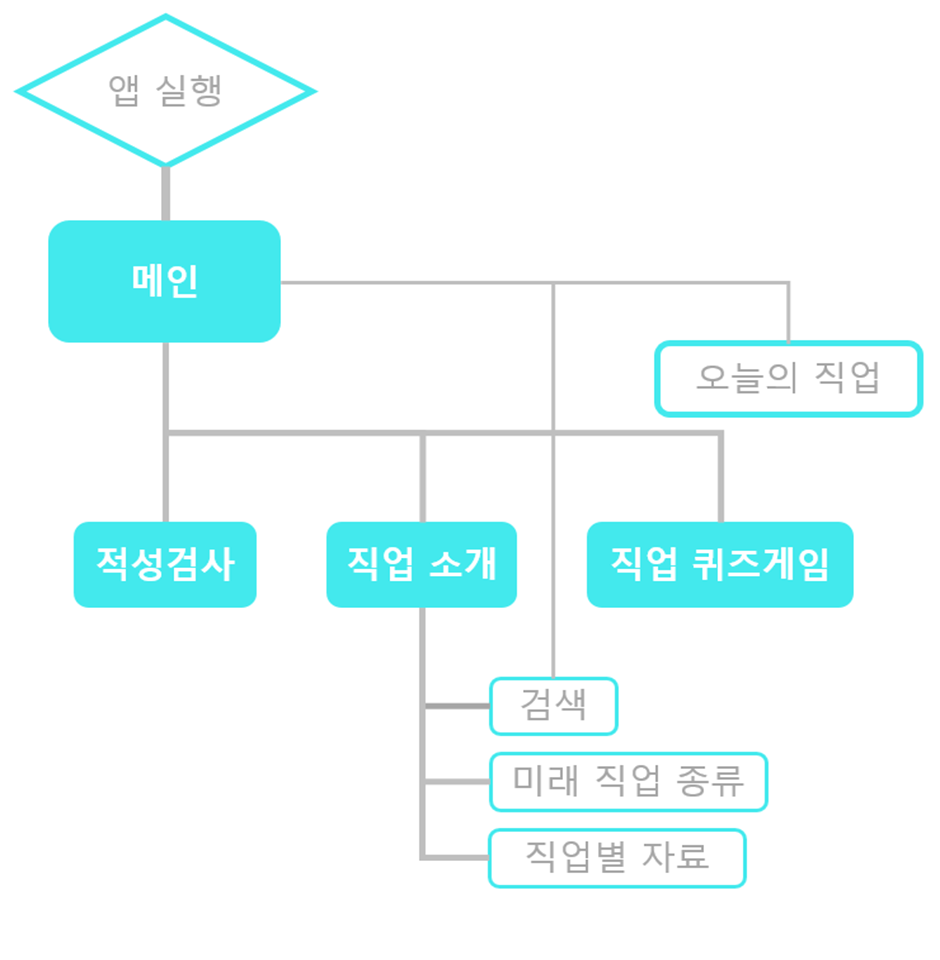 앱 실행
메인
오늘의 직업
적성검사
직업 소개
직업 퀴즈게임
검색
미래 직업 종류
직업별 자료